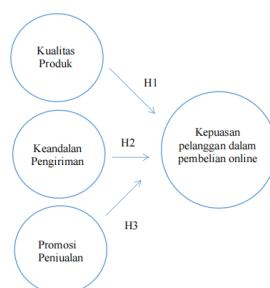 Kualitas
Produk
H1
Keandalan
Pengiriman
H2
Kepuasan
pelanggan dalam
pembelian online
H3
Promosi
Penjualan